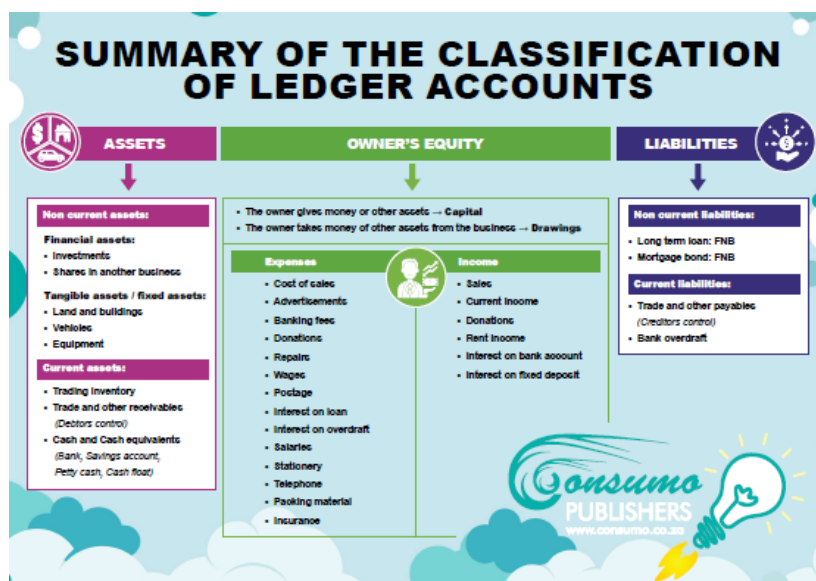 SUMMARY OF THE CLASSIFICATION
OF LEDGER ACCOUNTS
ASSETS
Non current assets:
Financial assets:
▪ Investments
▪ Shares in another business
Tangible assets / fixed assets:
▪ Land and buildings
▪ Vehicles
▪ Equipment
Current assets:
▪ Trading inventory
▪ Trade and other receivables
(Debtors control)
▪ Cash and Cash equivalents
(Bank, Savings account,
Petty cash, Cash float)
OWNER'S EQUITY
▪ The owner gives money or other assets → Capital
▪ The owner takes money of other assets from the business → Drawings
Expenses
▪ Cost of sales
▪ Advertisements
▪ Banking fees
▪ Donations
▪ Repairs
▪ Wages
▪ Postage
▪ Interest on loan
▪ Interest on overdraft
▪ Salaries
▪ Stationery
▪ Telephone
▪ Packing material
▪ Insurance
Income
▪ Sales
▪ Current income
▪ Donations
▪ Rent income
▪ Interest on bank account
▪ Interest on fixed deposit
LIABILITIES
Non current liabilities:
▪ Long term loan: FNB
▪ Mortgage bond: FNB
Current liabilities:
▪ Trade and other payables
(Creditors control)
▪ Bank overdraft
Consumo
PUBLISHERS
www.consumo.co.za